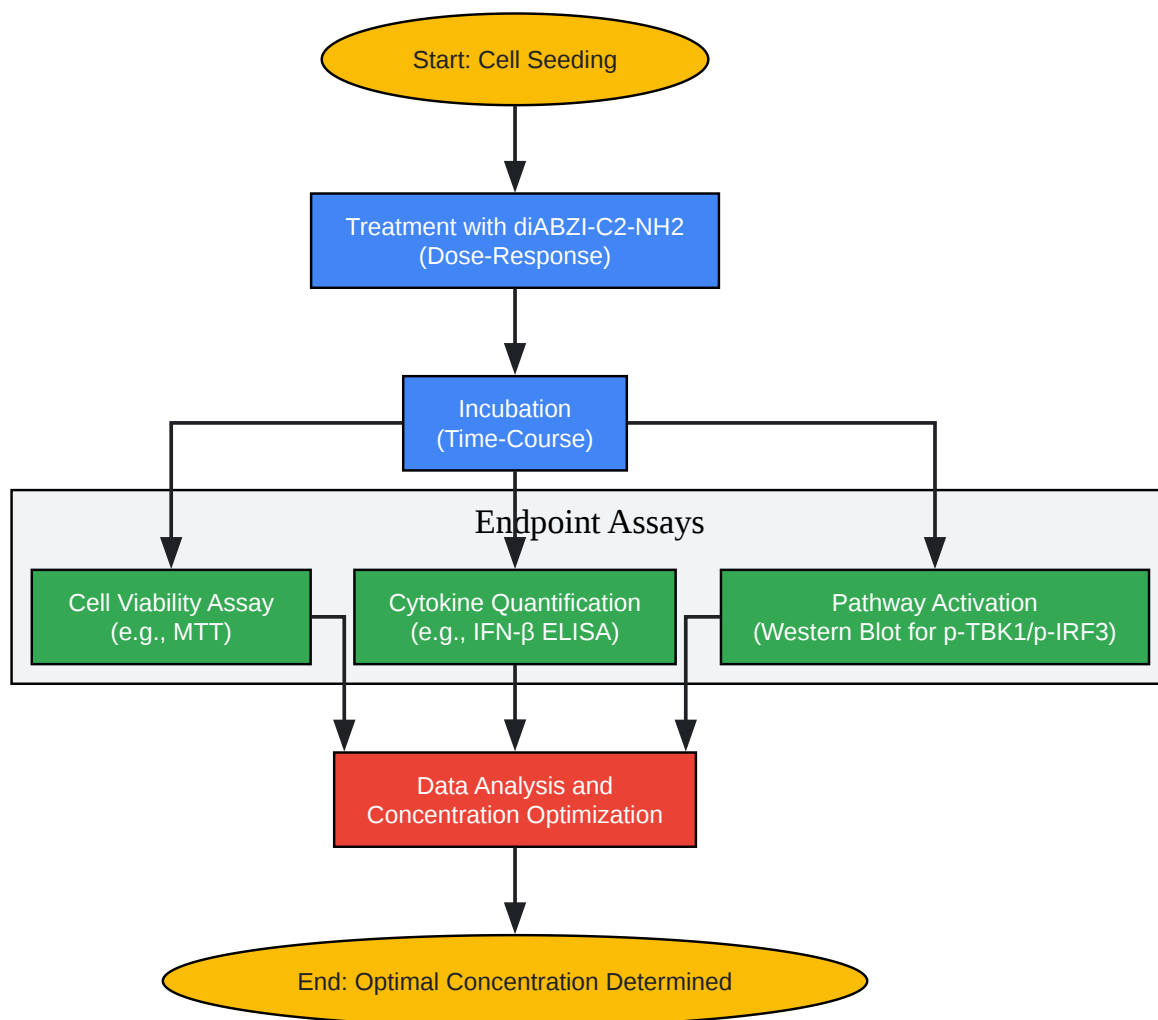 Start: Cell Seeding
Treatment with diABZI-C2-NH2
(Dose-Response)
Incubation
(Time-Course)
Endpoint Assays
Cell Viability Assay
(e.g., MTT)
Cytokine Quantification
(e.g., IFN-β ELISA)
Pathway Activation
(Western Blot for p-TBK1/p-IRF3)
Data Analysis and
Concentration Optimization
End: Optimal Concentration Determined